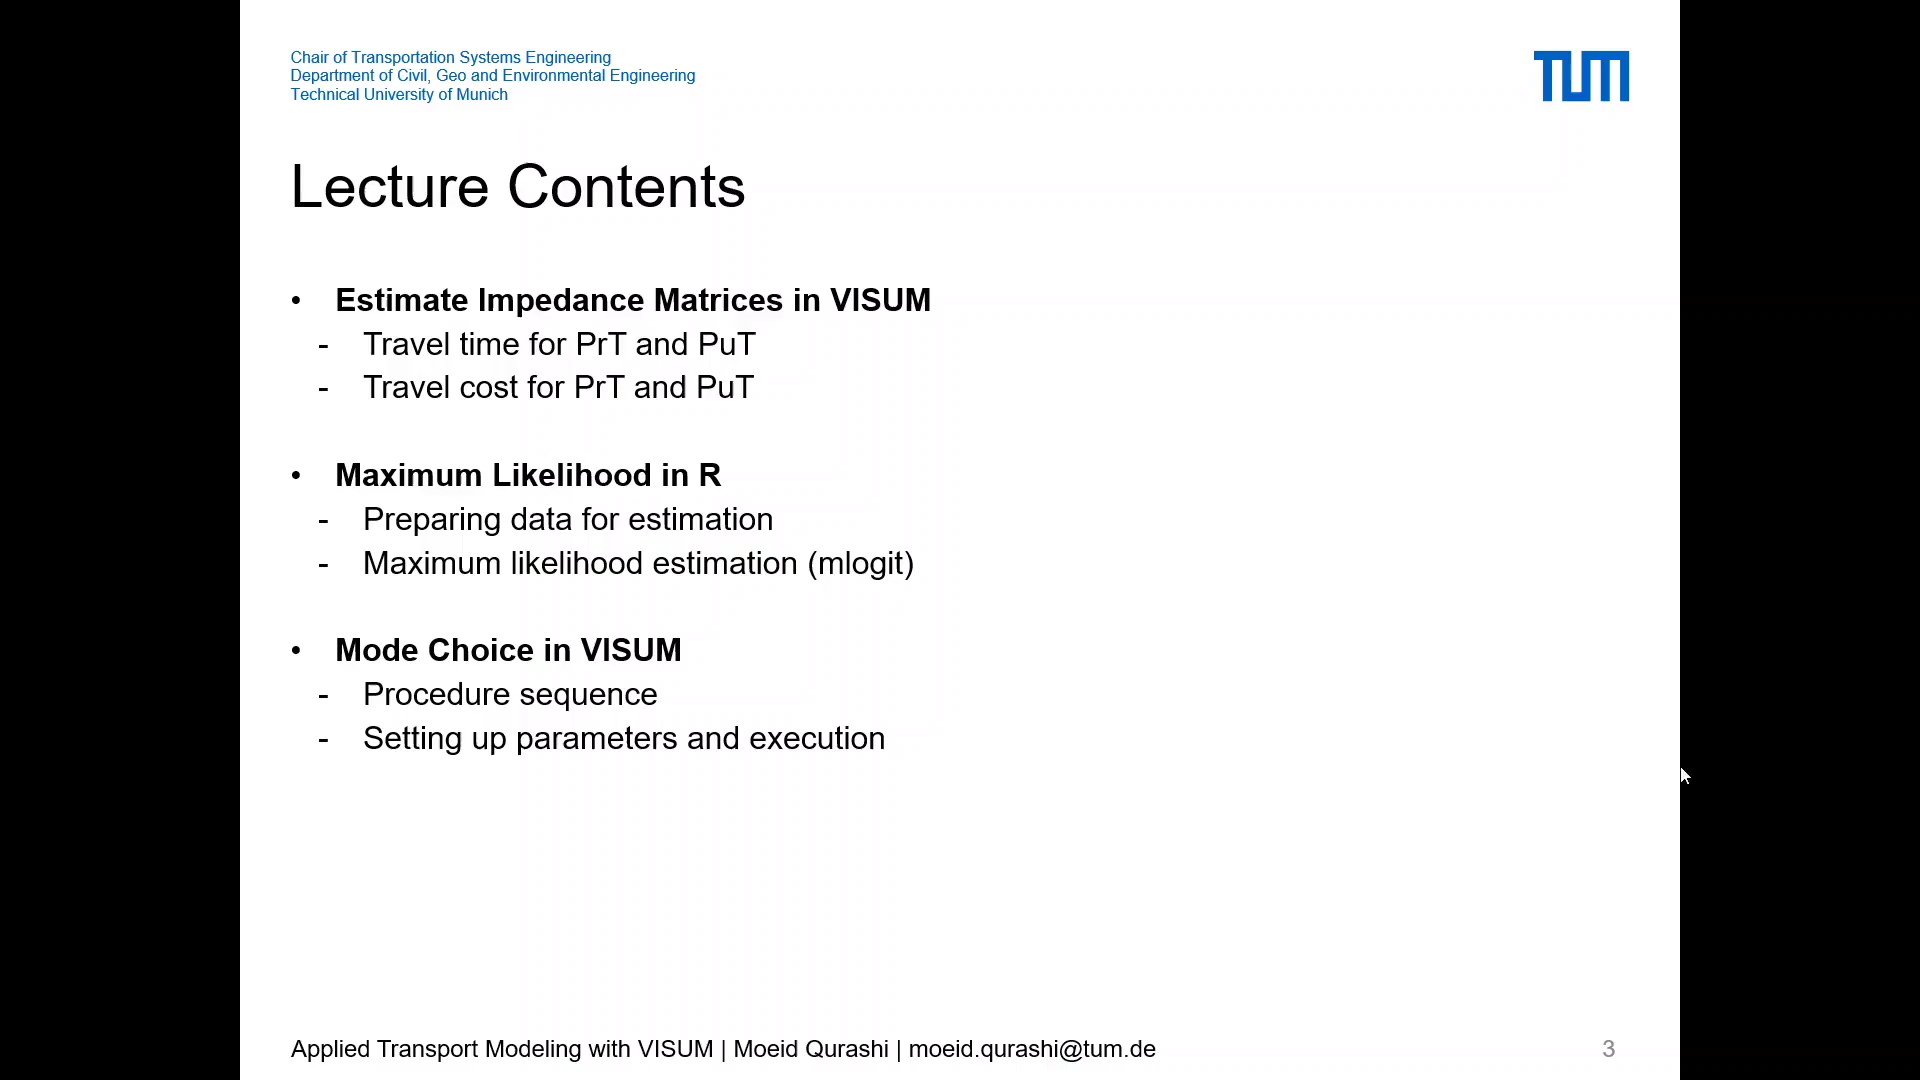 Chair of Transportation Systems Engineering
Department of Civil, Geo and Environmental Engineering
Technical University of Munich
TUM
Lecture Contents
• Estimate Impedance Matrices in VISUM
- Travel time for PrT and PuT
- Travel cost for PrT and PuT
• Maximum Likelihood in R
- Preparing data for estimation
- Maximum likelihood estimation (mlogit)
• Mode Choice in VISUM
- Procedure sequence
- Setting up parameters and execution
Applied Transport Modeling with VISUM | Moeid Qurashi | moeid.qurashi@tum.de
3